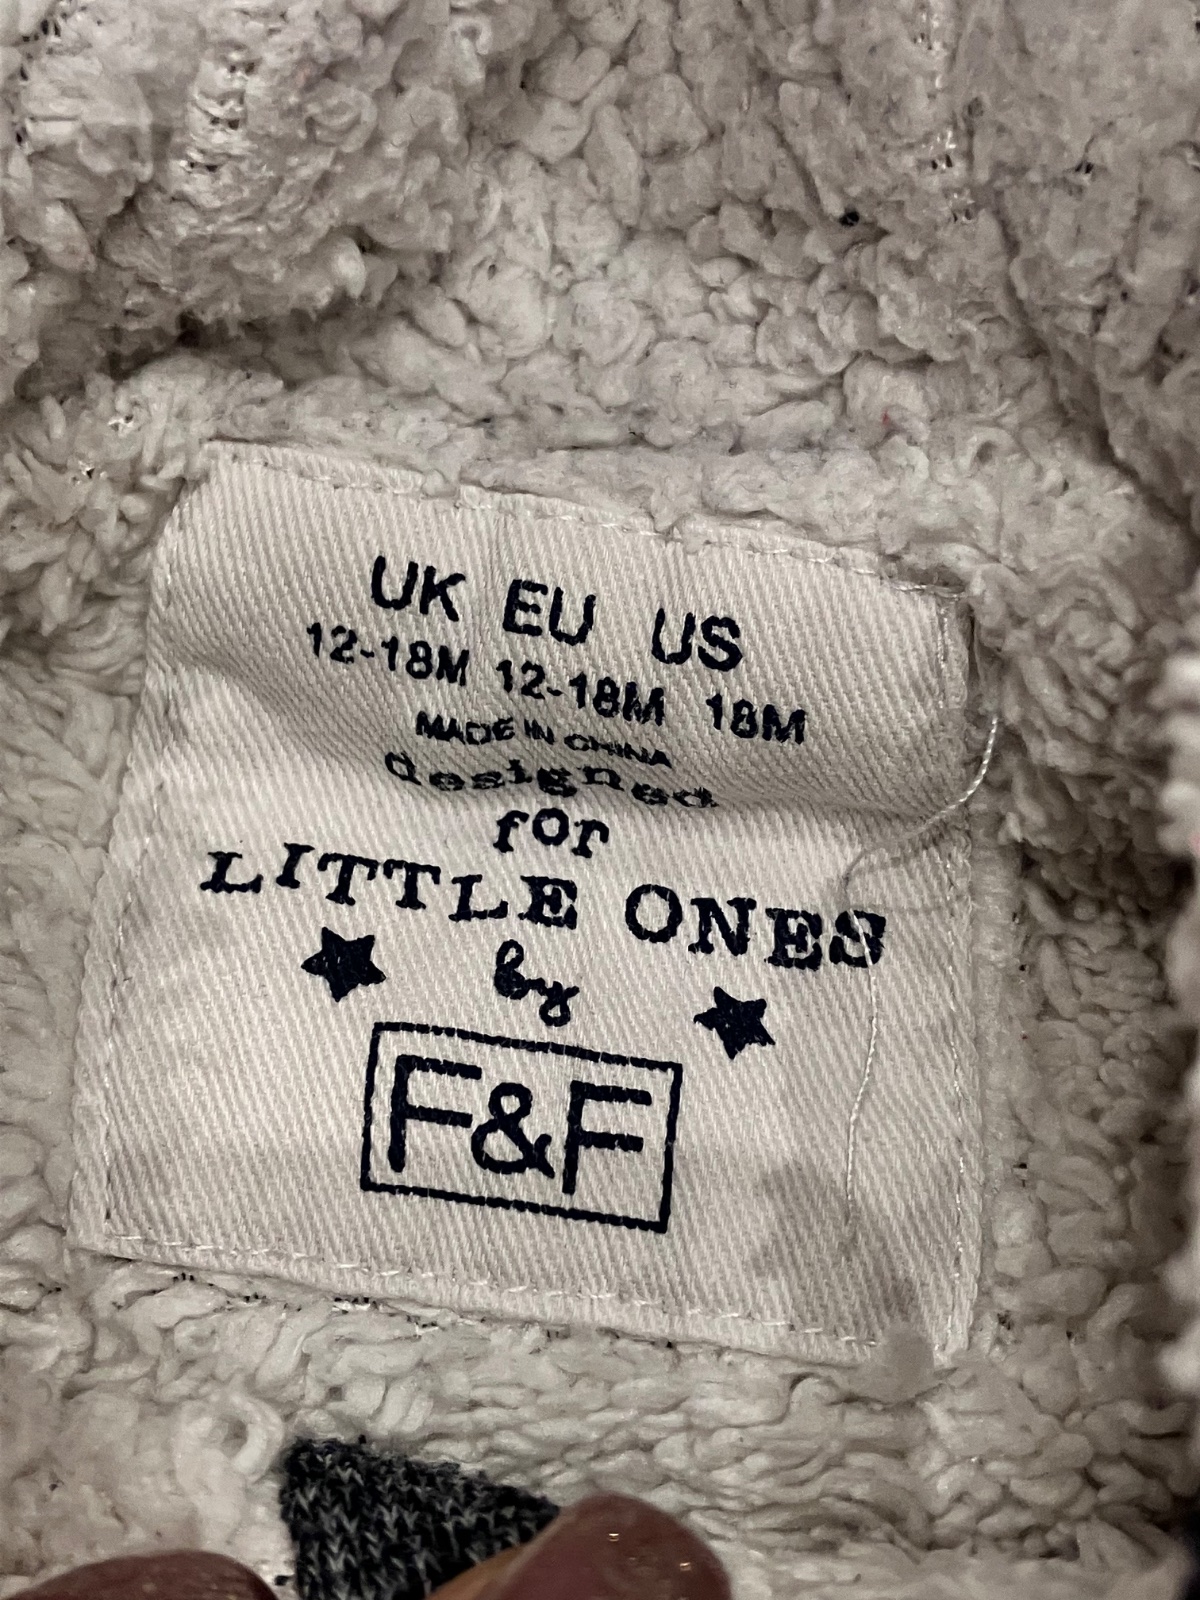 UK EU US
12-18M 12-18M 18M
MADE IN CHINA
designed
for
LITTLE ONES
by
F&F